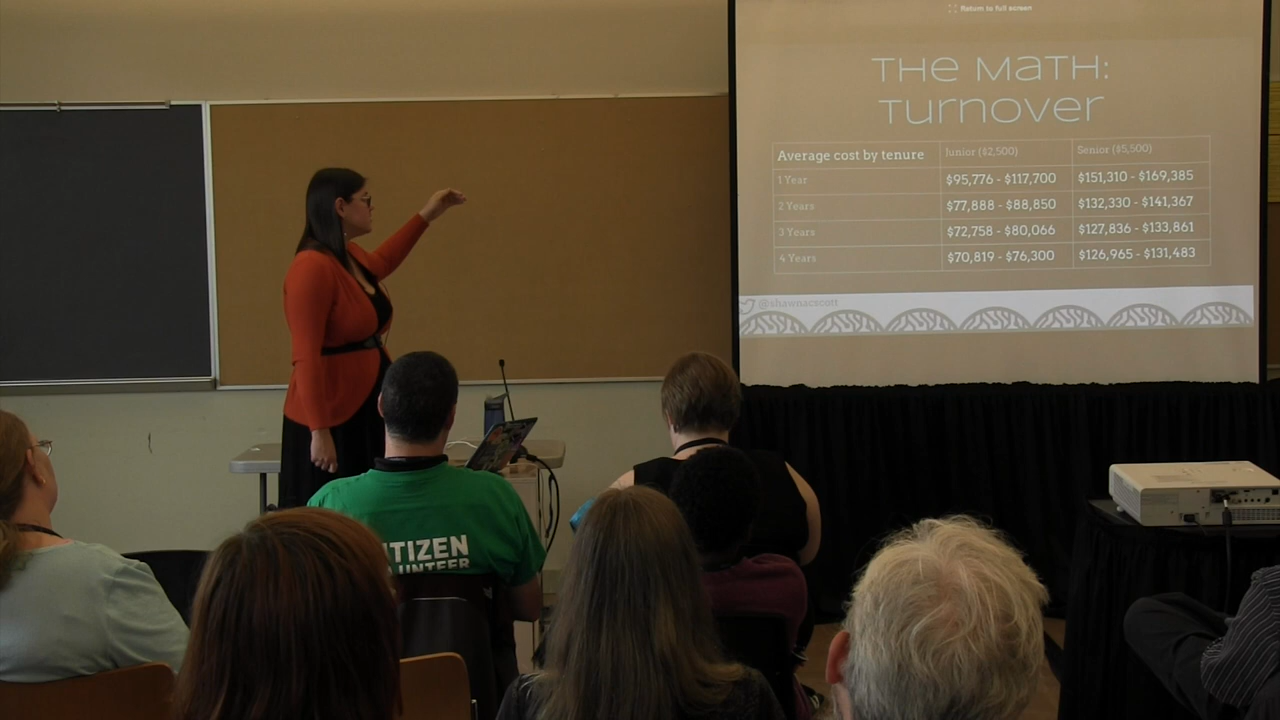 Return to full screen
THE MATH:
Turnover
Average cost by tenure Junior ($2,500) Senior ($5,500)
1 Year $95,776 - $117,700 $151,310 - $169,385
2 Years $77,888 - $88,850 $132,330 - $141,367
3 Years $72,758 - $80,066 $127,836 - $133,861
4 Years $70,819 - $76,300 $126,965 - $131,483
@shawnacscott
TIZEN
UNTEER